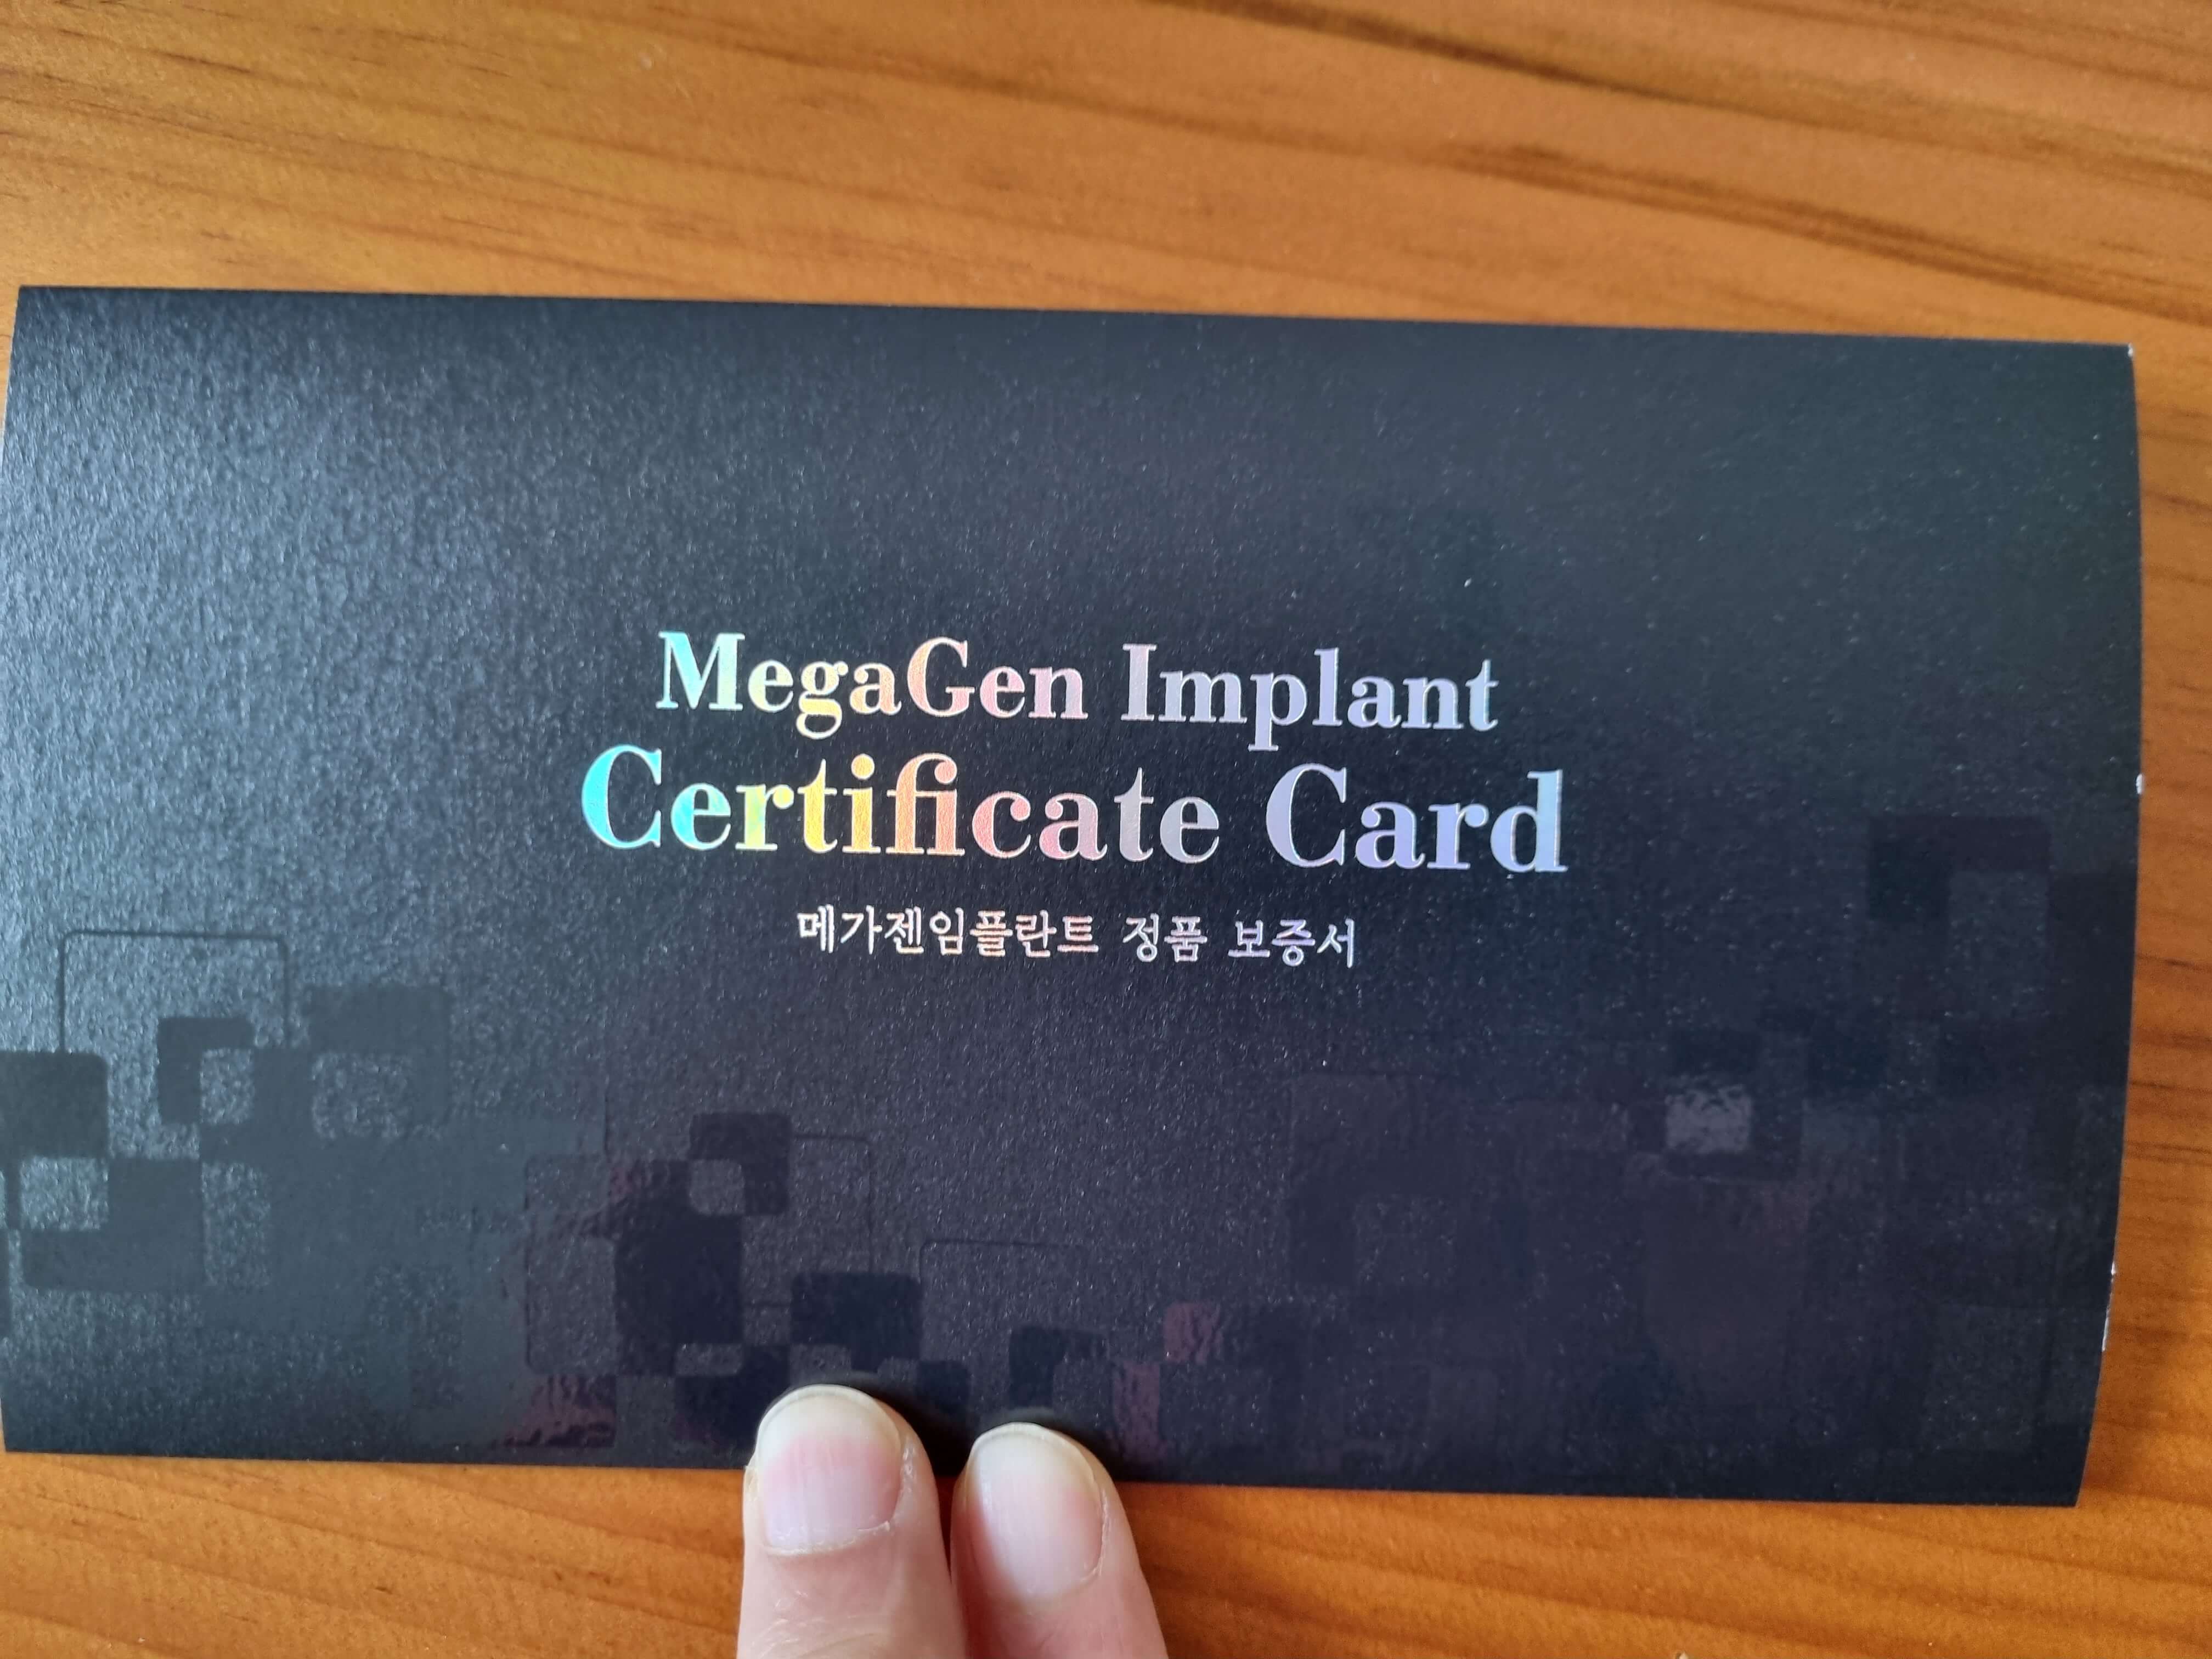 MegaGen Implant
Certificate Card
메가젠임플란트 정품 보증서